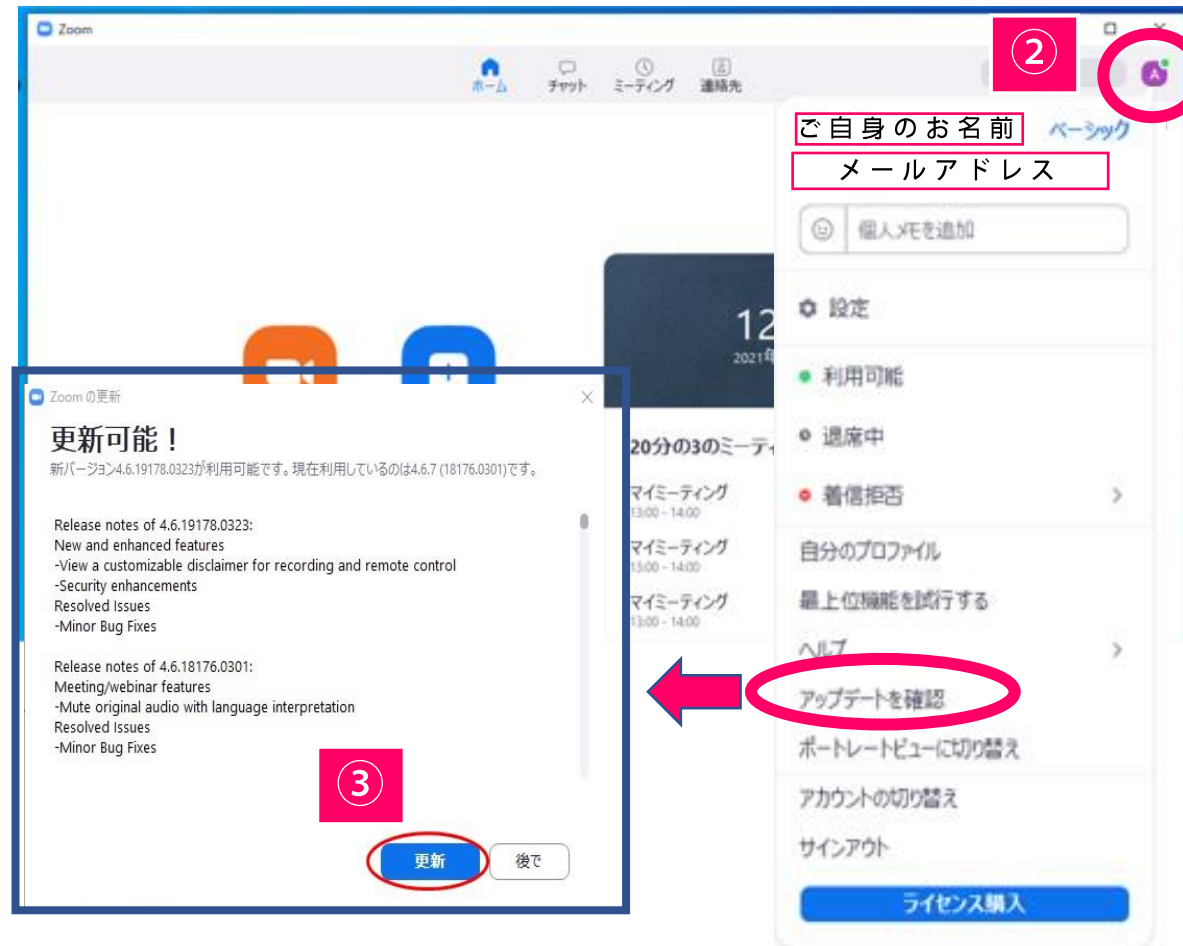 Zoom
②
ホーム
チャット
ミーティング
連絡先
A
ご自身のお名前
ベーシック
メールアドレス
個人メモを追加
設定
12
2021年
利用可能
退席中
着信拒否
自分のプロファイル
最上位機能を試行する
ヘルプ
アップデートを確認
ポートレートビューに切り替え
アカウントの切り替え
サインアウト
ライセンス購入
20分の3のミーティ
マイミーティング
13:00 - 14:00
マイミーティング
13:00 - 14:00
マイミーティング
13:00 - 14:00
Zoom の更新
更新可能！
新バージョン4.6.19178.0323が利用可能です。現在利用しているのは4.6.7 (18176.0301)です。
Release notes of 4.6.19178.0323:
New and enhanced features
-View a customizable disclaimer for recording and remote control
-Security enhancements
Resolved Issues
-Minor Bug Fixes
Release notes of 4.6.18176.0301:
Meeting/webinar features
-Mute original audio with language interpretation
Resolved Issues
-Minor Bug Fixes
③
更新
後で